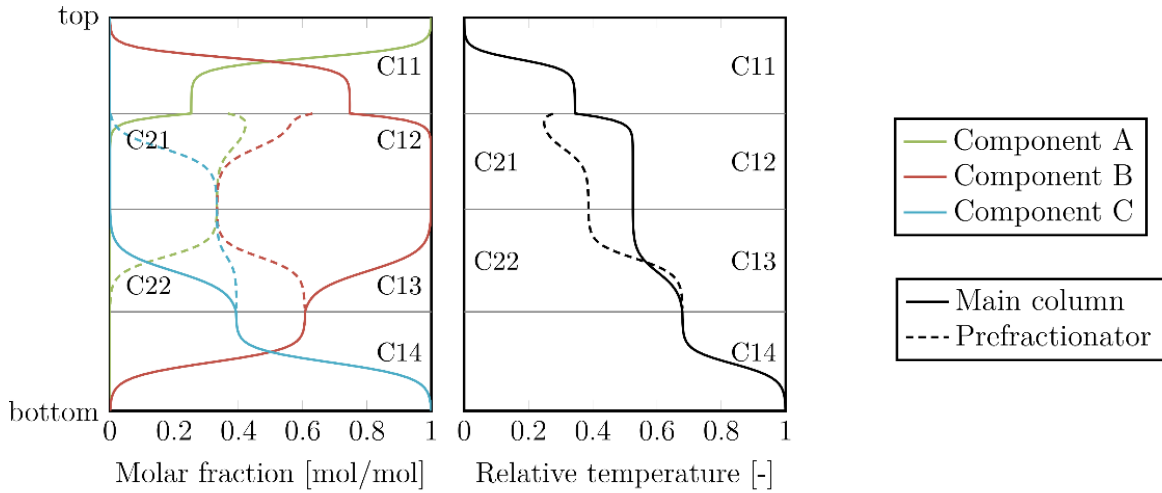 top
C11
C21
C12
C22
C13
C14
bottom
0
0.2
0.4
0.6
0.8
1
Molar fraction [mol/mol]
C11
C21
C12
C22
C13
C14
0
0.2
0.4
0.6
0.8
1
Relative temperature [-]
Component A
Component B
Component C
Main column
Prefractionator